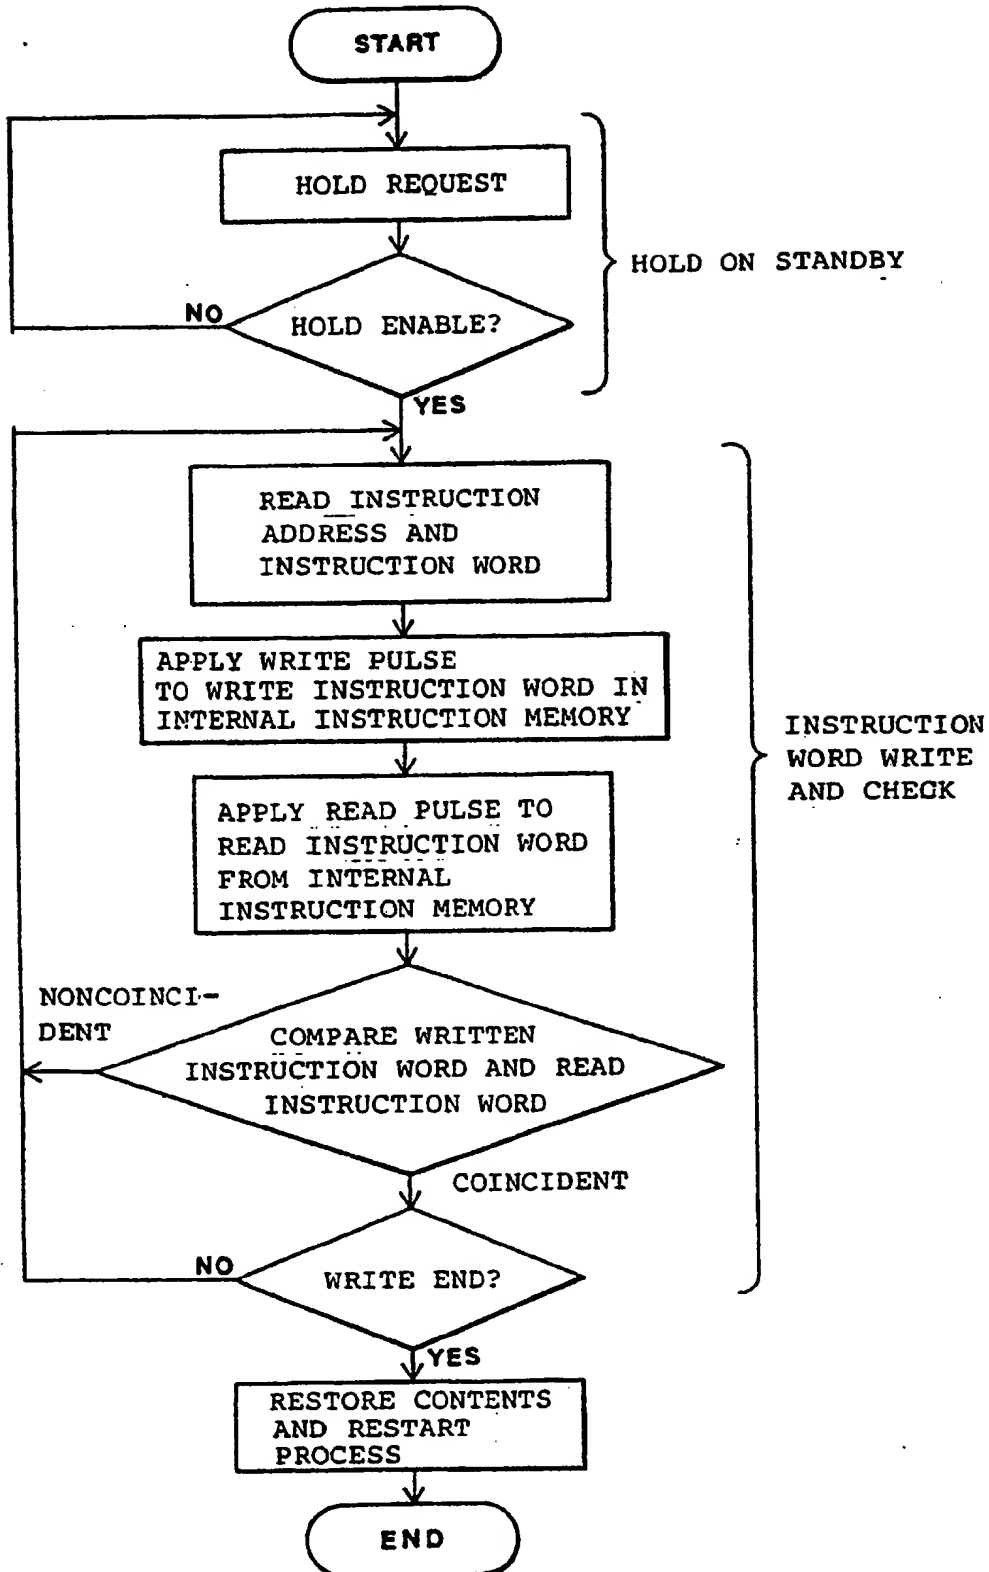 START
HOLD REQUEST
HOLD ON STANDBY
NO
HOLD ENABLE?
YES
READ INSTRUCTION
ADDRESS AND
INSTRUCTION WORD
APPLY WRITE PULSE
TO WRITE INSTRUCTION WORD IN
INTERNAL INSTRUCTION MEMORY
INSTRUCTION
WORD WRITE
AND CHECK
APPLY READ PULSE TO
READ INSTRUCTION WORD
FROM INTERNAL
INSTRUCTION MEMORY
NONCOINCI-
DENT
COMPARE WRITTEN
INSTRUCTION WORD AND READ
INSTRUCTION WORD
COINCIDENT
NO
WRITE END?
YES
RESTORE CONTENTS
AND RESTART
PROCESS
END